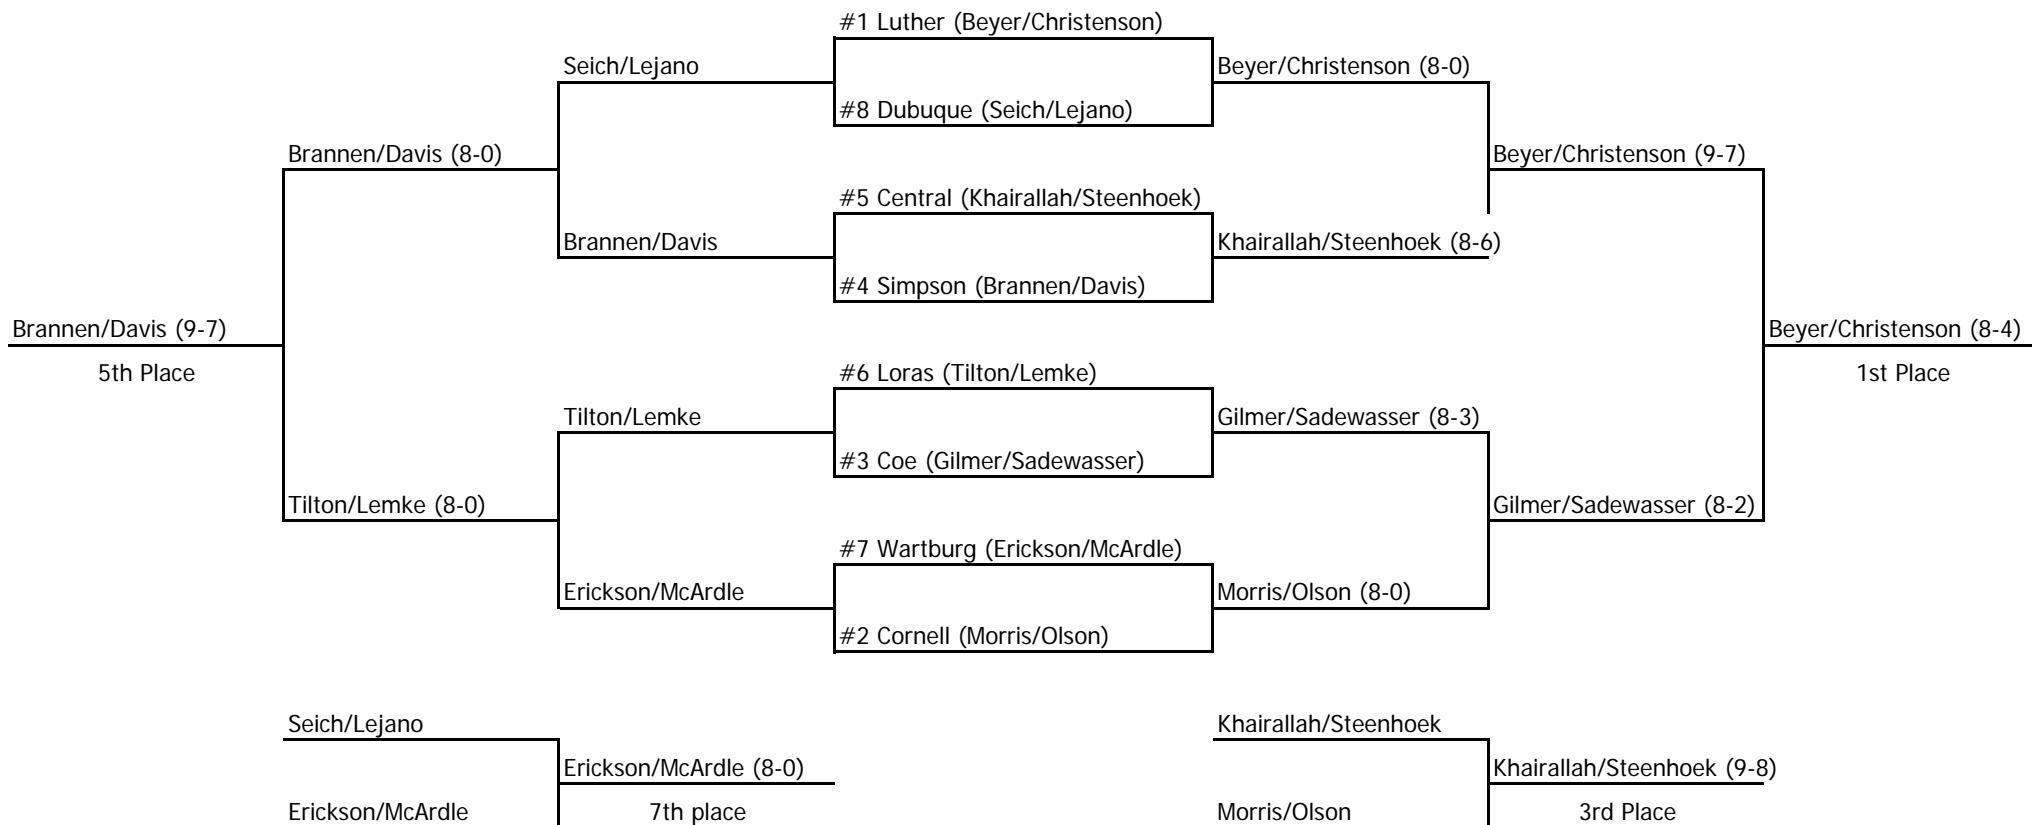 #1 Luther (Beyer/Christenson)
Seich/Lejano
Beyer/Christenson (8-0)
#8 Dubuque (Seich/Lejano)
Brannen/Davis (8-0)
Beyer/Christenson (9-7)
#5 Central (Khairallah/Steenhoek)
Brannen/Davis
Khairallah/Steenhoek (8-6)
#4 Simpson (Brannen/Davis)
Brannen/Davis (9-7)
Beyer/Christenson (8-4)
5th Place
#6 Loras (Tilton/Lemke)
1st Place
Tilton/Lemke
Gilmer/Sadewasser (8-3)
#3 Coe (Gilmer/Sadewasser)
Tilton/Lemke (8-0)
Gilmer/Sadewasser (8-2)
#7 Wartburg (Erickson/McArdle)
Erickson/McArdle
Morris/Olson (8-0)
#2 Cornell (Morris/Olson)
Seich/Lejano
Khairallah/Steenhoek
Erickson/McArdle (8-0)
Khairallah/Steenhoek (9-8)
Erickson/McArdle
7th place
Morris/Olson
3rd Place